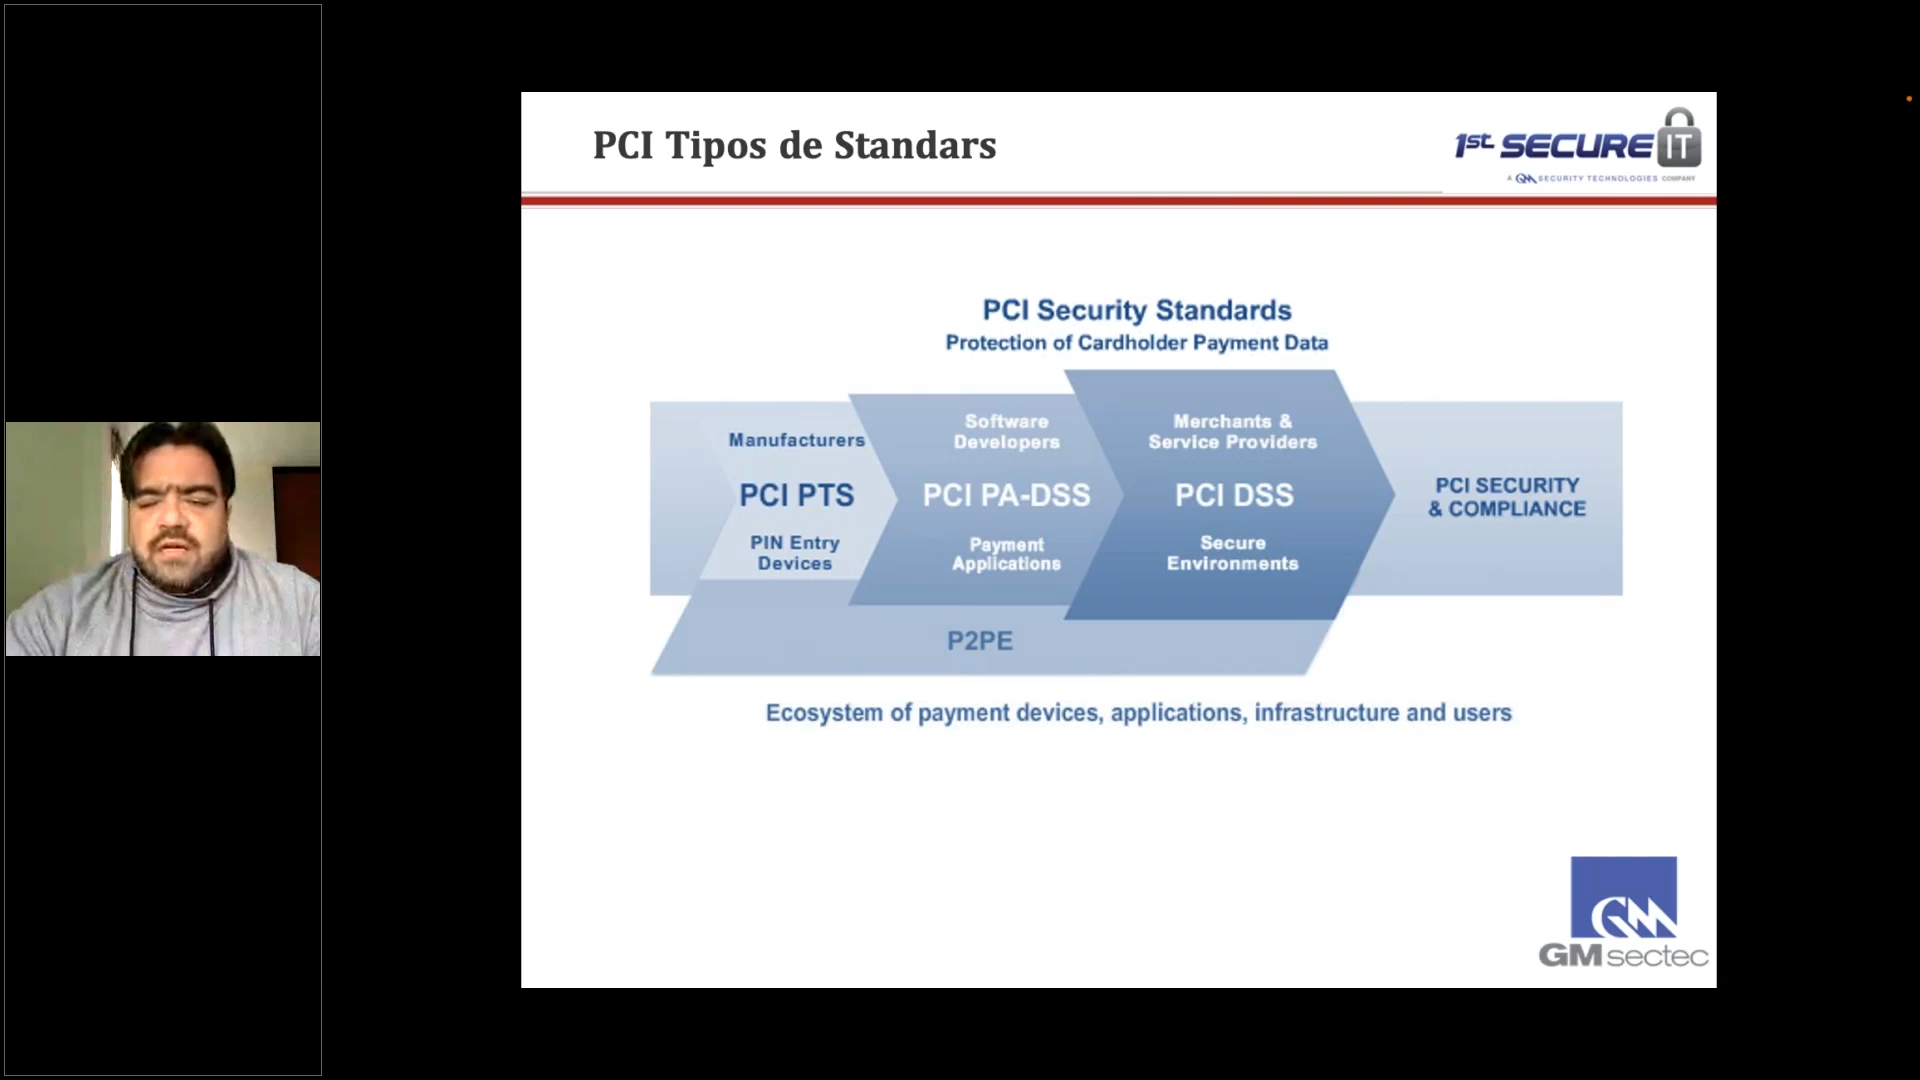 PCI Tipos de Standars
1st SECURE IT
A GM SECURITY TECHNOLOGIES COMPANY
PCI Security Standards
Protection of Cardholder Payment Data
Manufacturers
PCI PTS
PIN Entry
Devices
Software
Developers
PCI PA-DSS
Payment
Applications
Merchants &
Service Providers
PCI DSS
Secure
Environments
PCI SECURITY
& COMPLIANCE
P2PE
Ecosystem of payment devices, applications, infrastructure and users
GM
GM sectec